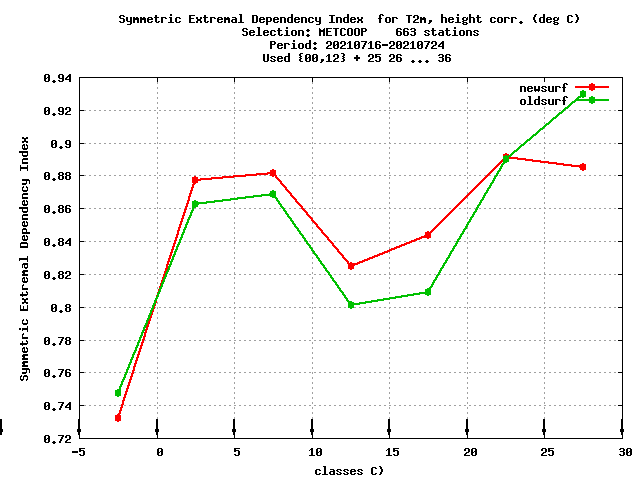 Symmetric Extremal Dependency Index  for T2m, height corr. (deg C)
Selection: METCOOP    663 stations
Period: 20210716-20210724
Used {00,12} + 25 26 ... 36
newsurf
oldsurf
Symmetric Extremal Dependency Index
0.94
0.92
0.9
0.88
0.86
0.84
0.82
0.8
0.78
0.76
0.74
0.72
-5 0 5 10 15 20 25 30
classes C)